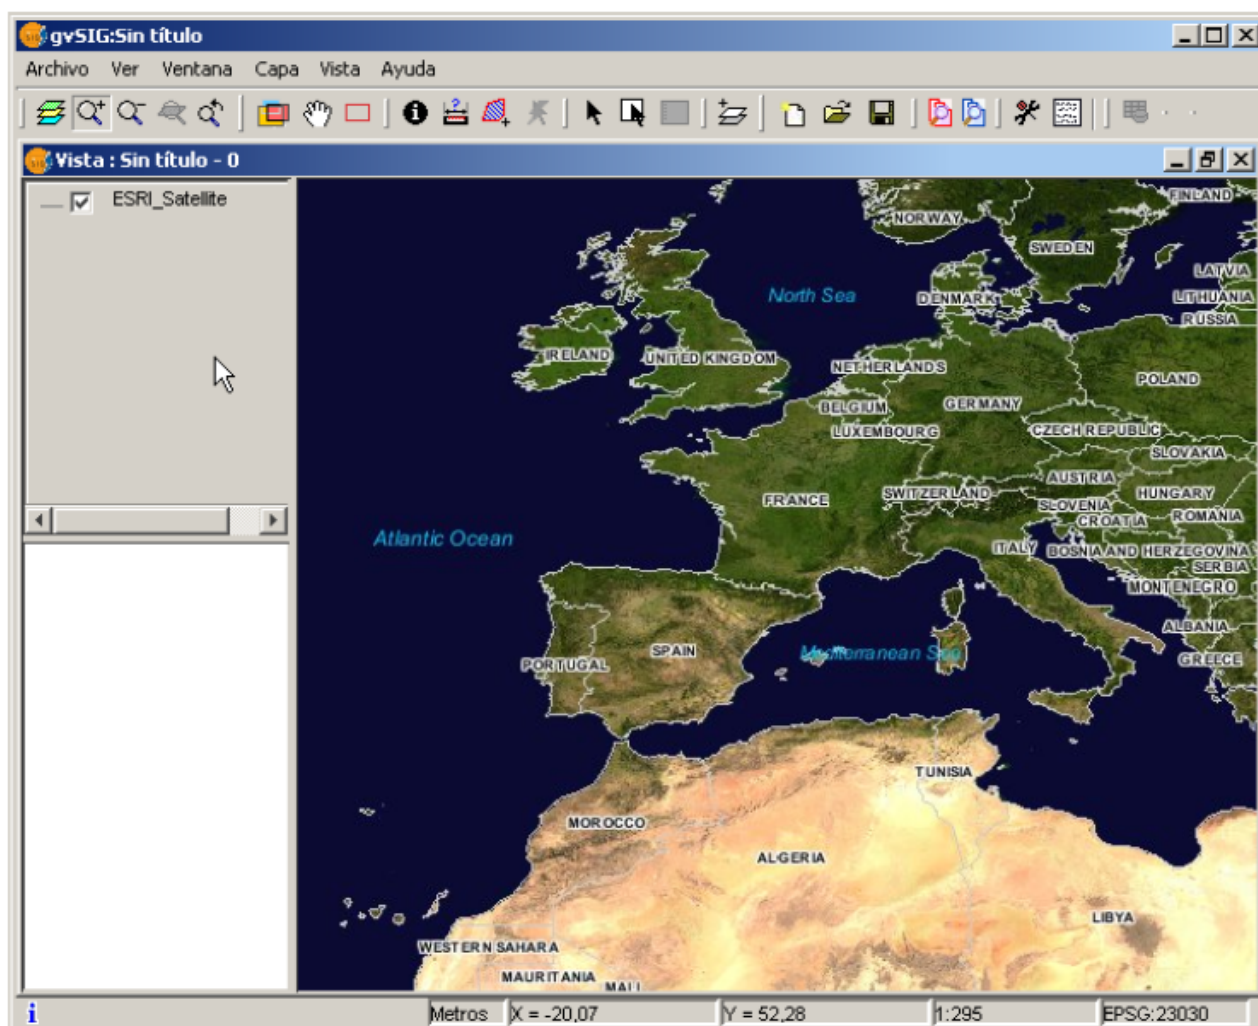 gvSIG:Sin título
Archivo Ver Ventana Capa Vista Ayuda
Vista : Sin título - 0
ESRI_Satellite
FINLAND
NORWAY
SWEDEN
LATVIA
North Sea
DENMARK
LITHUANIA
RUSSIA
IRELAND
UNITED KINGDOM
NETHERLANDS
POLAND
BELGIUM
GERMANY
LUXEMBOURG
CZECH REPUBLIC
SLOVAKIA
AUSTRIA
FRANCE
SWITZERLAND
HUNGARY
SLOVENIA
CROATIA
ROMANIA
Atlantic Ocean
ITALY
BOSNIA AND HERZEGOVINA
SERBIA
MONTENEGRO
ALBANIA
SPAIN
Mediterranean Sea
PORTUGAL
GREECE
TUNISIA
MOROCCO
ALGERIA
LIBYA
WESTERN SAHARA
MAURITANIA
MALI
Metros X = -20,07 Y = 52,28 1:295 EPSG:23030